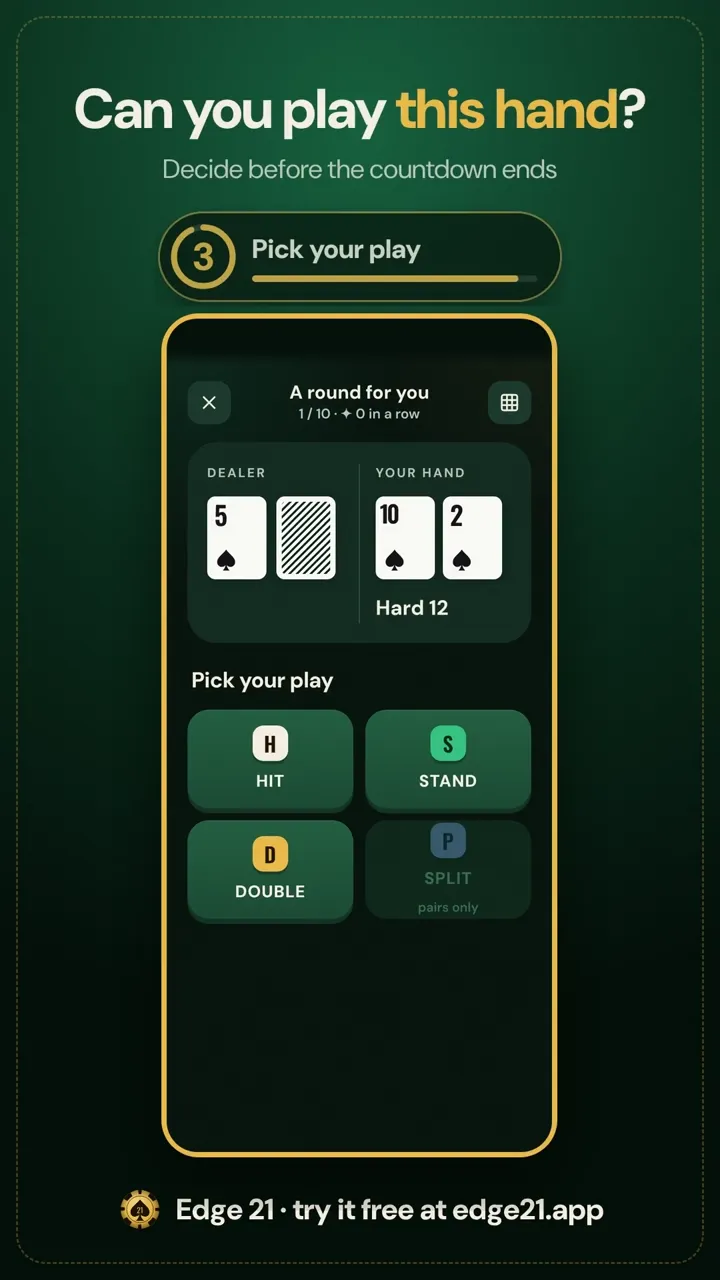 Can you play this hand?
Decide before the countdown ends
3
Pick your play
A round for you
1 / 10 · ✦ 0 in a row
DEALER
YOUR HAND
5
10
2
Hard 12
Pick your play
H
HIT
S
STAND
D
DOUBLE
P
SPLIT
pairs only
21
Edge 21 · try it free at edge21.app